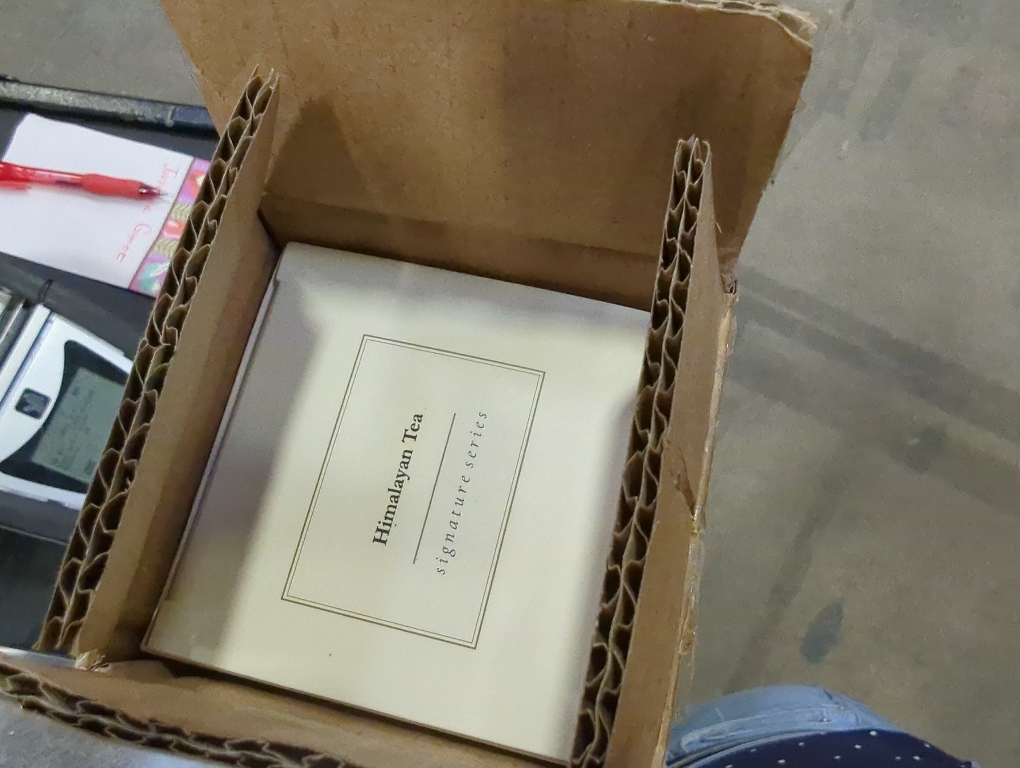 Himalayan Tea
signature series